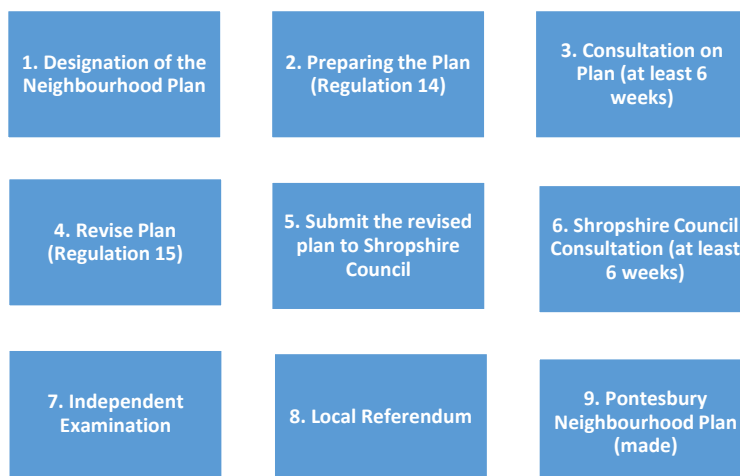 1. Designation of the
Neighbourhood Plan
2. Preparing the Plan
(Regulation 14)
3. Consultation on
Plan (at least 6
weeks)
4. Revise Plan
(Regulation 15)
5. Submit the revised
plan to Shropshire
Council
6. Shropshire Council
Consultation (at least
6 weeks)
7. Independent
Examination
8. Local Referendum
9. Pontesbury
Neighbourhood Plan
(made)